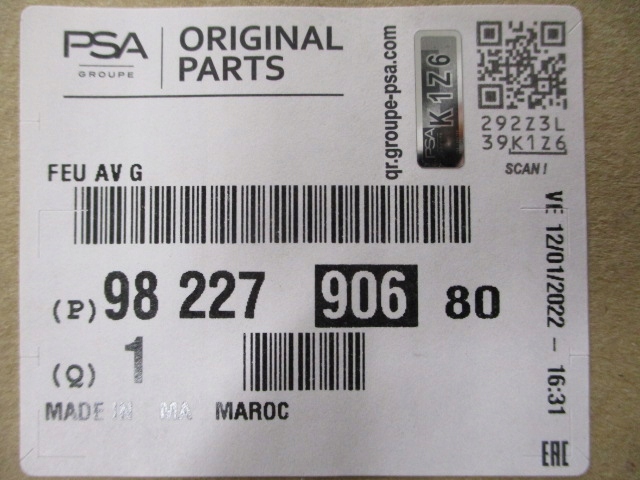 PSA
GROUPE
ORIGINAL
PARTS
qr.groupe-psa.com
PSA K1Z6
292Z3L
39K1Z6
SCAN!
FEU AV G
(P) 98 227 906 80
(Q) 1
MADE IN MA MAROC
VE 12/01/2022 - 16:31
EAC